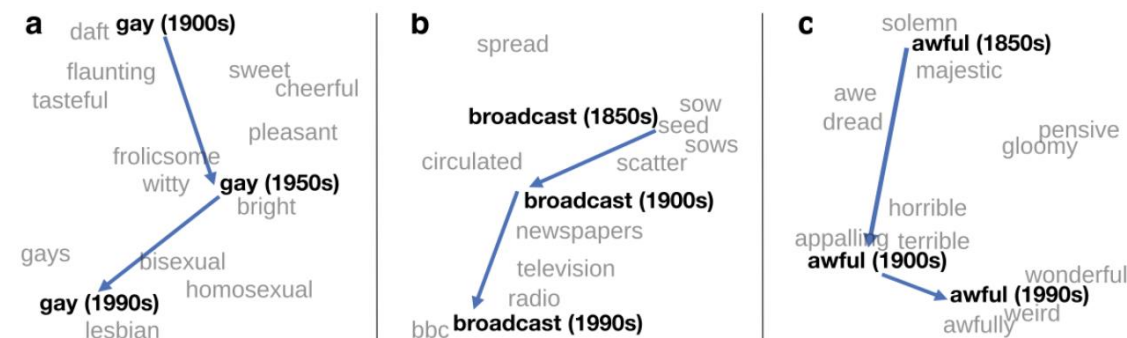 a
daft gay (1900s)
flaunting
sweet
tasteful
cheerful
pleasant
frolicsome
witty
gay (1950s)
bright
gays
bisexual
homosexual
gay (1990s)
lesbian
b
spread
broadcast (1850s)
sow
seed
sows
circulated
scatter
broadcast (1900s)
newspapers
television
radio
bbc
broadcast (1990s)
c
solemn
awful (1850s)
majestic
awe
dread
pensive
gloomy
horrible
appalling
terrible
awful (1900s)
wonderful
awful (1990s)
weird
awfully